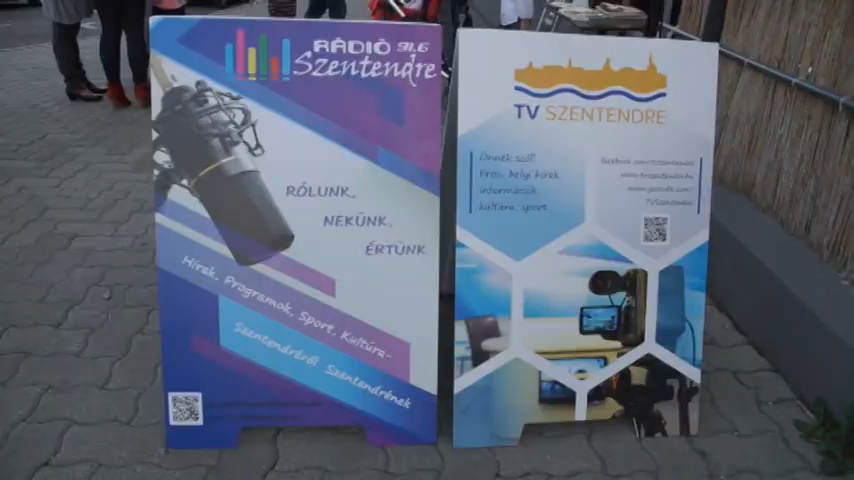 RÁDIÓ 91.6
Szentendre
RÓLUNK,
NEKÜNK,
ÉRTÜNK
Hírek, Programok, Sport, Kultúra-
Szentendréről Szentendrének
TV SZENTENDRE
Önnek szól!
Friss, helyi hírek
információk
kultúra, sport